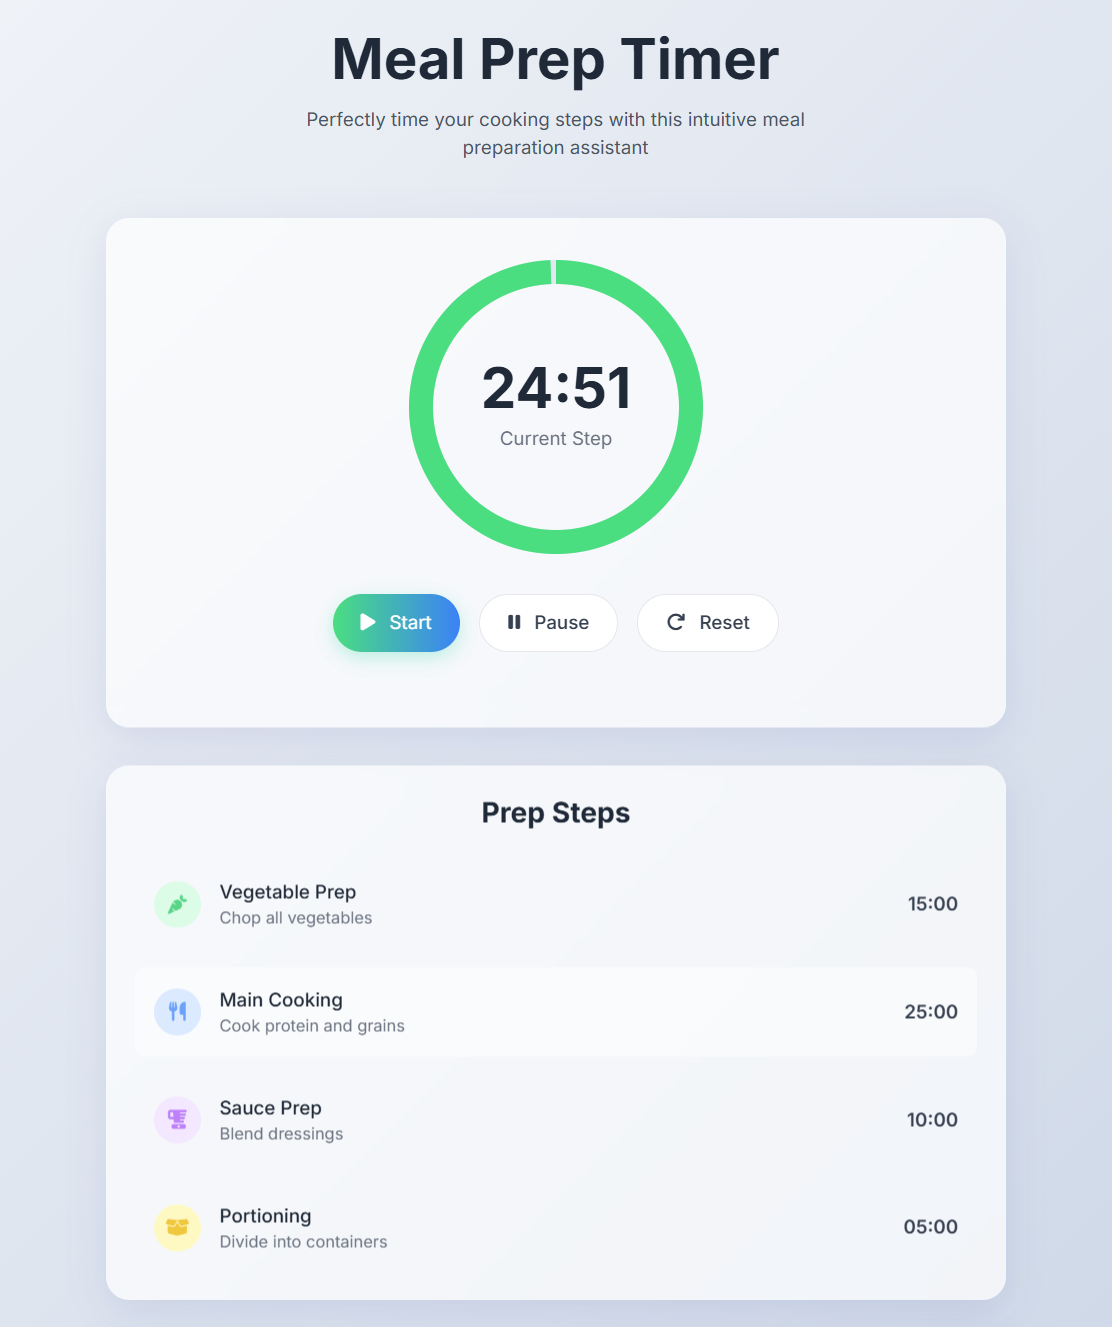 Meal Prep Timer
Perfectly time your cooking steps with this intuitive meal
preparation assistant
24:51
Current Step
Start
Pause
Reset
Prep Steps
Vegetable Prep
Chop all vegetables
15:00
Main Cooking
Cook protein and grains
25:00
Sauce Prep
Blend dressings
10:00
Portioning
Divide into containers
05:00